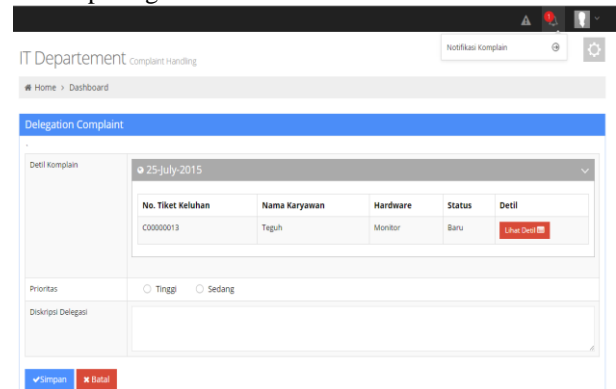 1
Notifikasi Komplain
IT Departement Complaint Handling
Home > Dashboard
Delegation Complaint
Detil Komplain
25-July-2015
No. Tiket Keluhan Nama Karyawan Hardware Status Detil
C00000013 Teguh Monitor Baru Lihat Detil
Prioritas Tinggi Sedang
Diskripsi Delegasi
Simpan Batal